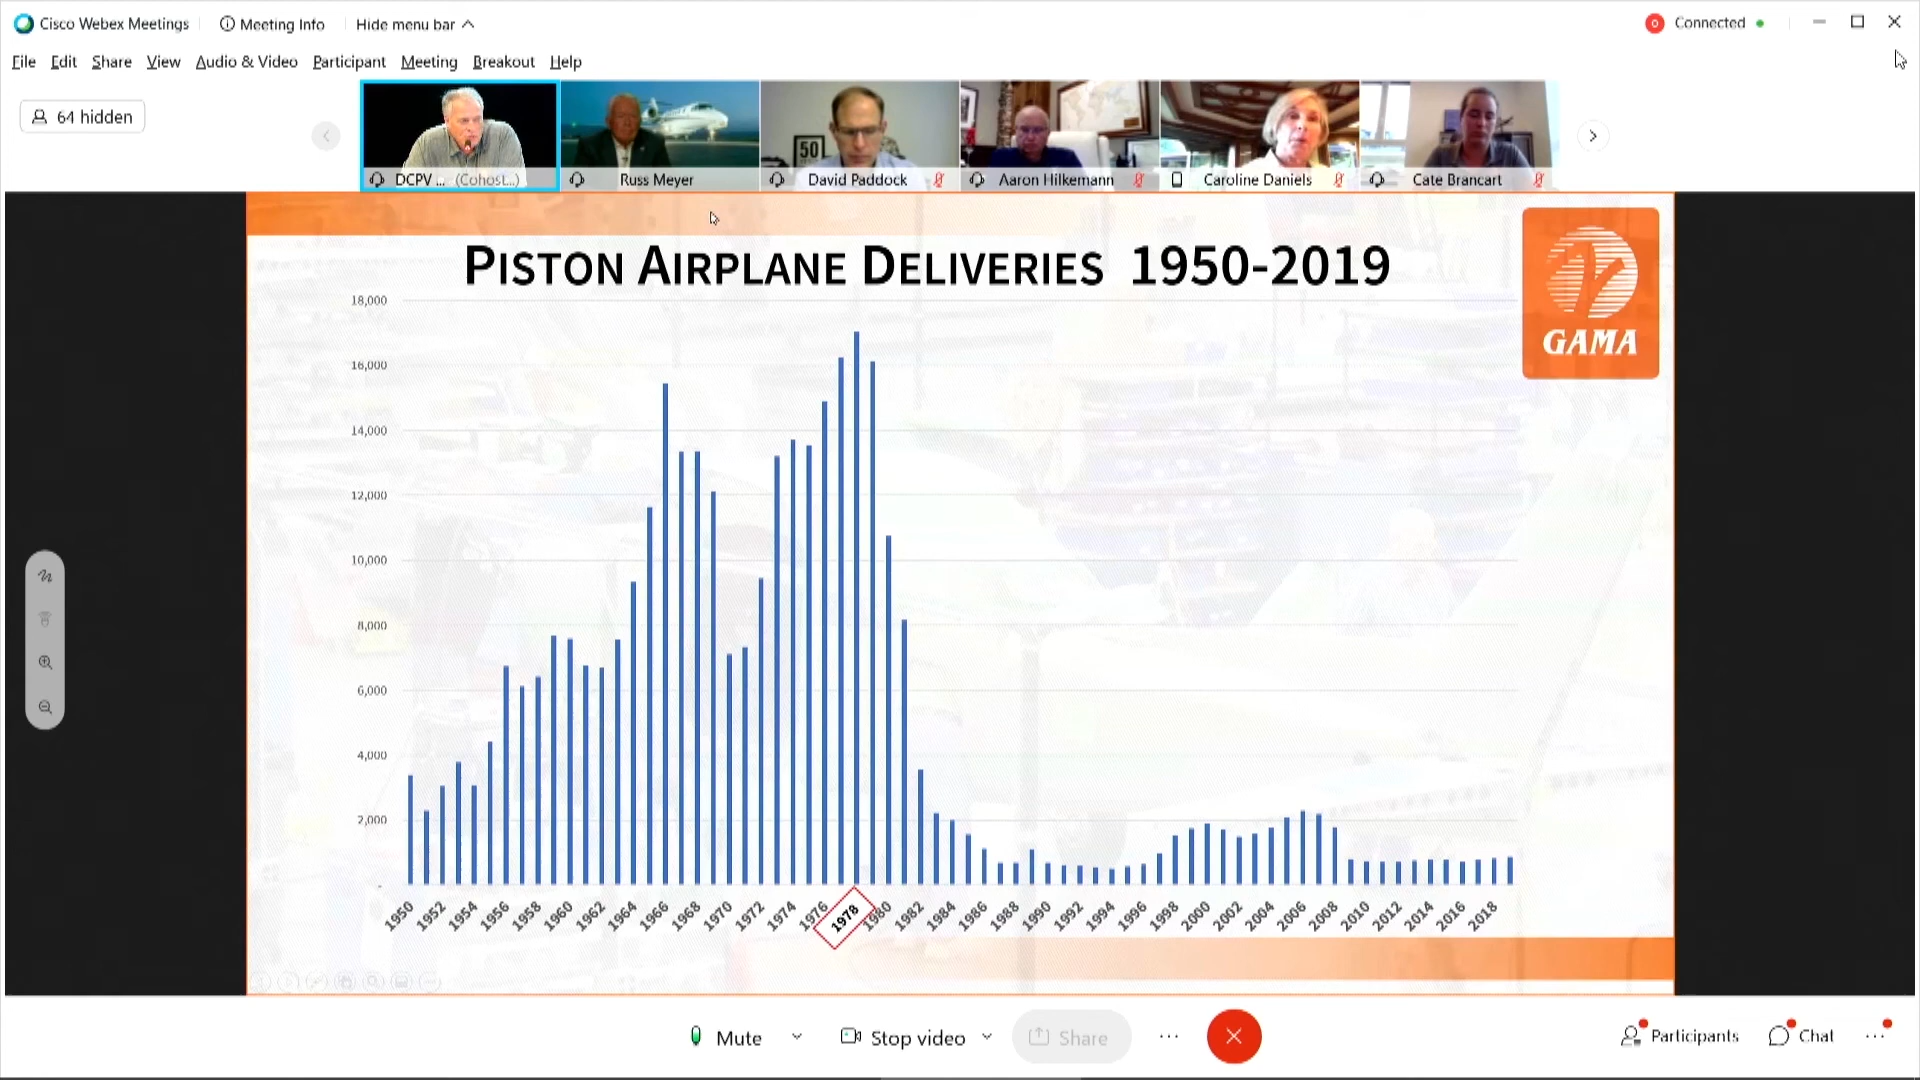 Cisco Webex Meetings
Meeting Info
Hide menu bar
Connected
File Edit Share View Audio & Video Participant Meeting Breakout Help
64 hidden
50
DCPV ... (Cohost...)
Russ Meyer
David Paddock
Aaron Hilkemann
Caroline Daniels
Cate Brancart
PISTON AIRPLANE DELIVERIES 1950-2019
GAMA
18,000
16,000
14,000
12,000
10,000
8,000
6,000
4,000
2,000
-
1950 1952 1954 1956 1958 1960 1962 1964 1966 1968 1970 1972 1974 1976 1978 1980 1982 1984 1986 1988 1990 1992 1994 1996 1998 2000 2002 2004 2006 2008 2010 2012 2014 2016 2018
Mute
Stop video
Share
Participants
Chat